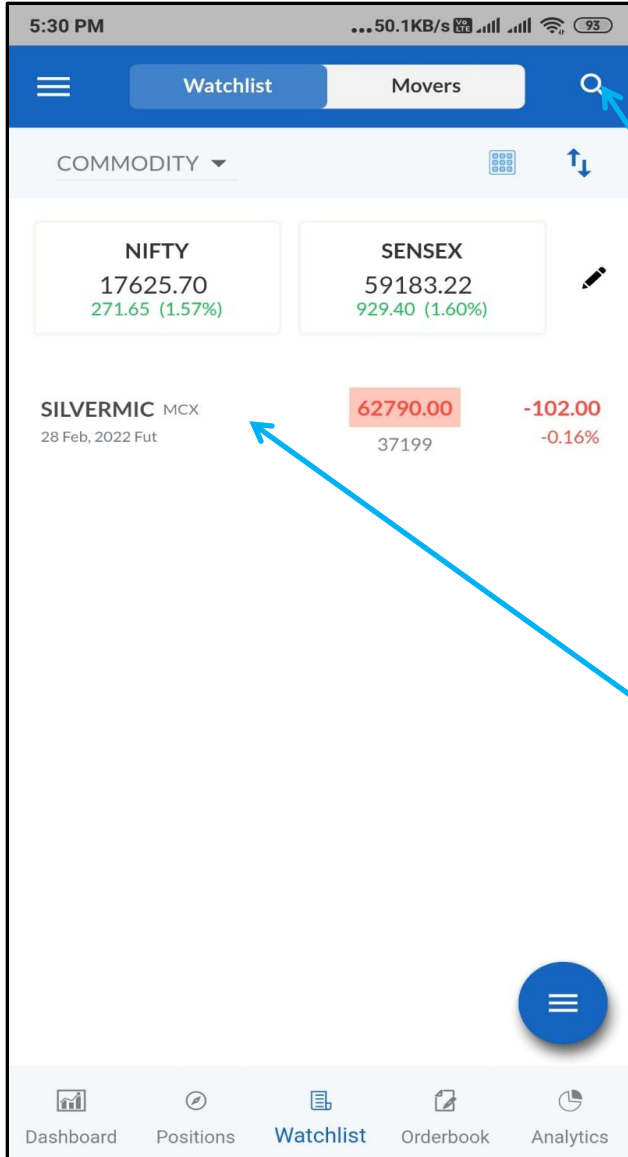 5:30 PM ...50.1KB/s Vo LTE 93
Watchlist Movers
COMMODITY
NIFTY SENSEX
17625.70 59183.22
271.65 (1.57%) 929.40 (1.60%)
SILVERMIC MCX 62790.00 -102.00
28 Feb, 2022 Fut 37199 -0.16%
Dashboard Positions Watchlist Orderbook Analytics